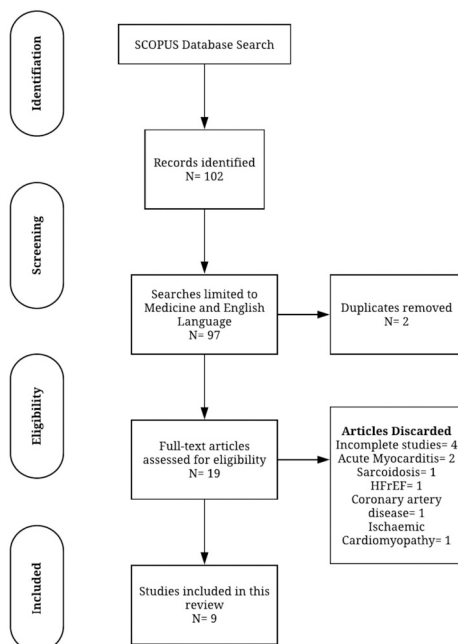 Identifiation
SCOPUS Database Search
Records identified
N= 102
Screening
Searches limited to
Medicine and English
Language
N= 97
Duplicates removed
N= 2
Eligibility
Full-text articles
assessed for eligibility
N= 19
Articles Discarded
Incomplete studies= 4
Acute Myocarditis= 2
Sarcoidosis= 1
HFrEF= 1
Coronary artery
disease= 1
Ischaemic
Cardiomyopathy= 1
Included
Studies included in this
review
N= 9